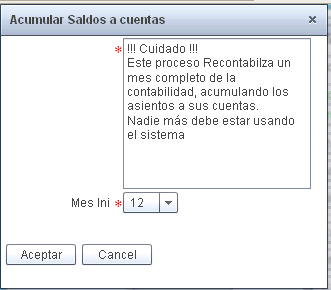 Acumular Saldos a cuentas
!!! Cuidado !!!
Este proceso Recontabilza un
mes completo de la
contabilidad, acumulando los
asientos a sus cuentas.
Nadie más debe estar usando
el sistema
Mes Ini * 12
Aceptar Cancel